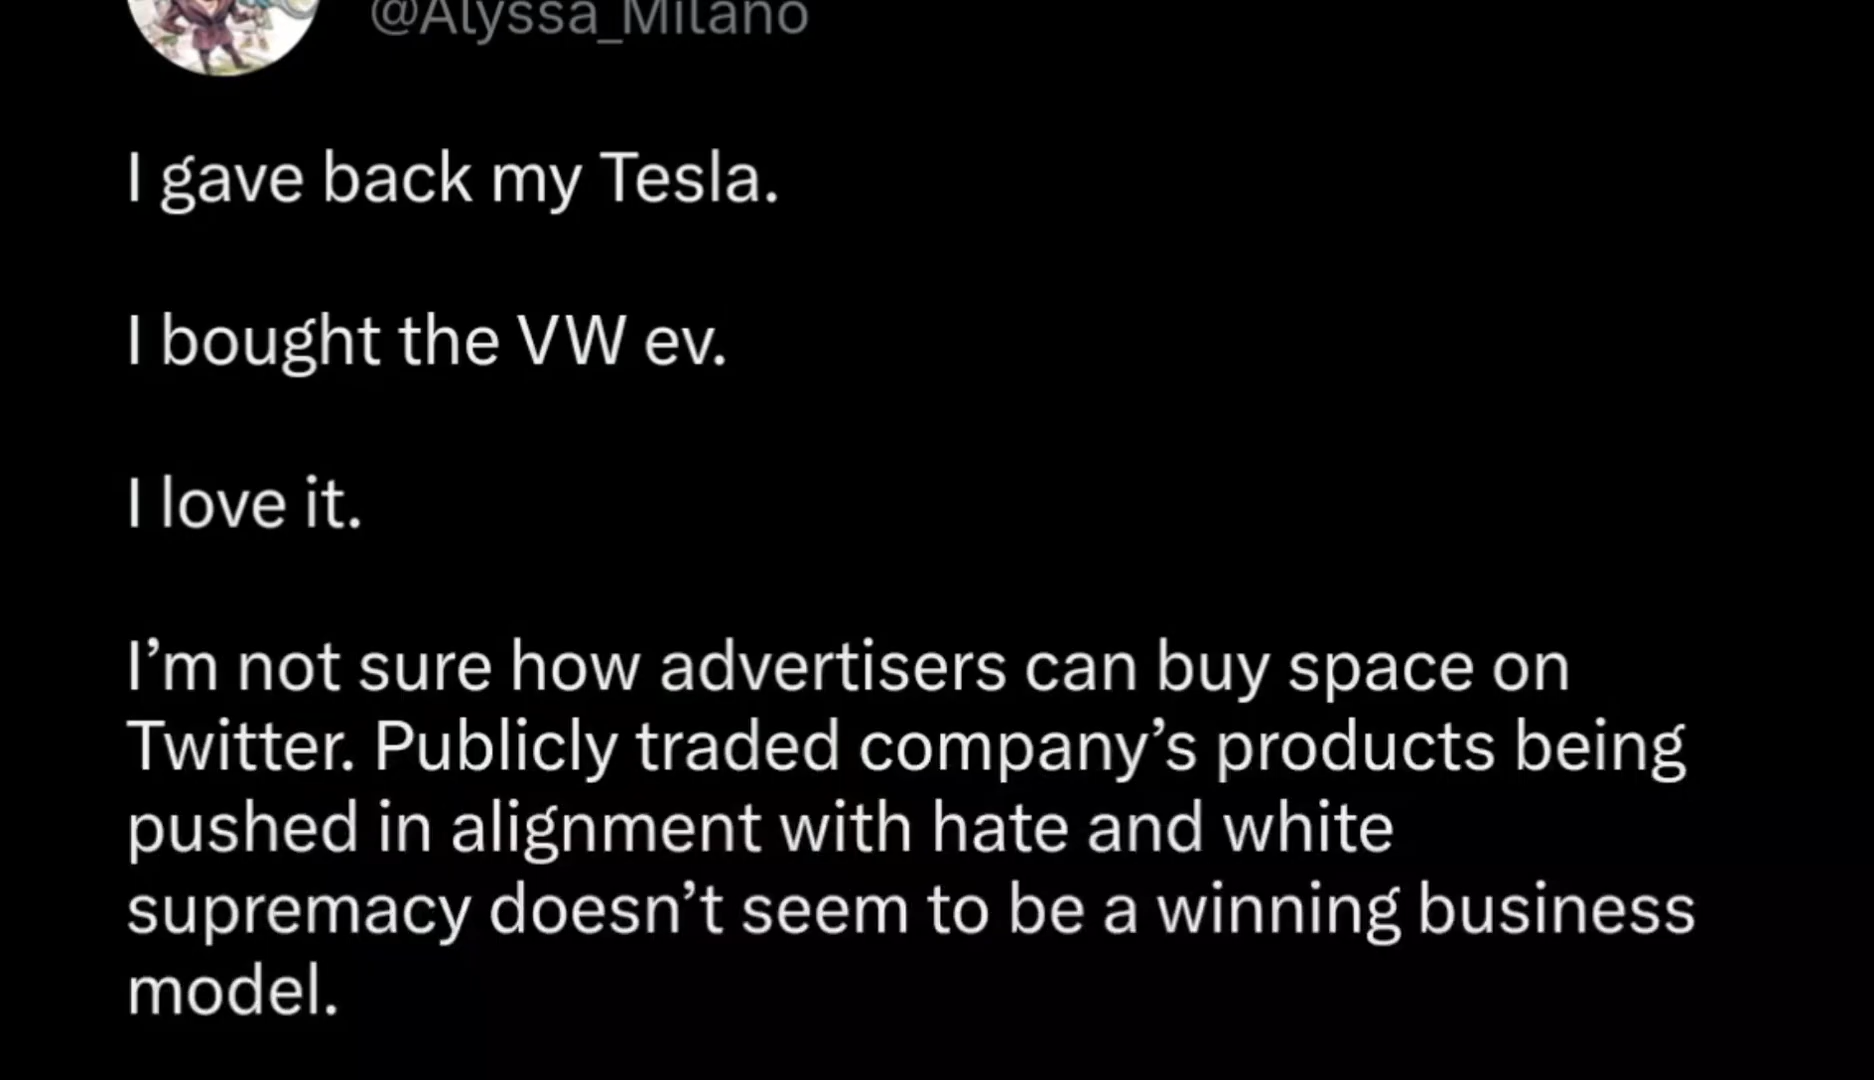 @Alyssa_Milano
I gave back my Tesla.
I bought the VW ev.
I love it.
I’m not sure how advertisers can buy space on
Twitter. Publicly traded company’s products being
pushed in alignment with hate and white
supremacy doesn’t seem to be a winning business
model.